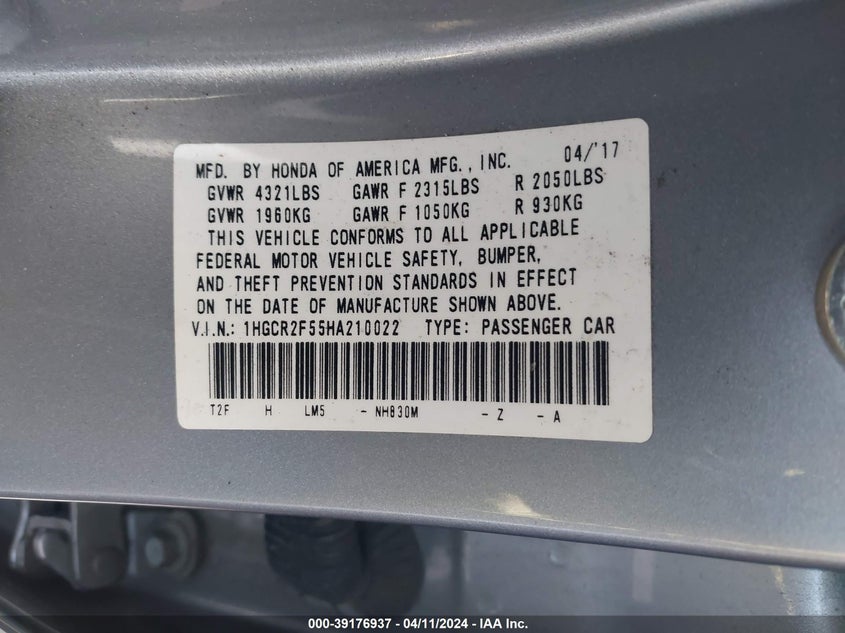 MFD. BY HONDA OF AMERICA MFG., INC. 04/'17
GVWR 4321LBS GAWR F 2315LBS R 2050LBS
GVWR 1960KG GAWR F 1050KG R 930KG
THIS VEHICLE CONFORMS TO ALL APPLICABLE
FEDERAL MOTOR VEHICLE SAFETY, BUMPER,
AND THEFT PREVENTION STANDARDS IN EFFECT
ON THE DATE OF MANUFACTURE SHOWN ABOVE.
V.I.N.: 1HGCR2F55HA210022 TYPE: PASSENGER CAR
T2F H LM5 - NH830M - Z - A
000-39176937 - 04/11/2024 - IAA Inc.